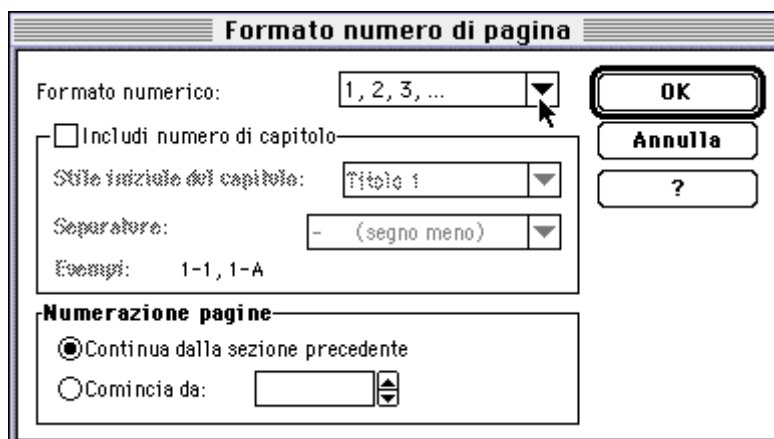 Formato numero di pagina
Formato numerico: 1, 2, 3, ...
OK
Includi numero di capitolo
Annulla
Stile iniziale del capitolo: Titolo 1
?
Separatore: - (segno meno)
Esempi: 1-1, 1-A
Numerazione pagine
Continua dalla sezione precedente
Comincia da: